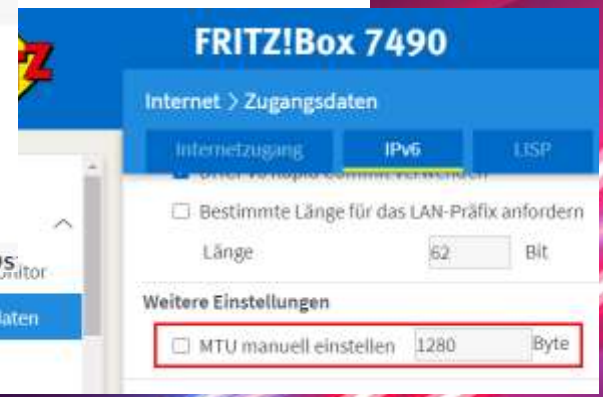 FRITZ!Box 7490
Internet > Zugangsdaten
Internetzugang IPv6 LISP
Bestimmte Länge für das LAN-Präfix anfordern
Länge 62 Bit
Weitere Einstellungen
MTU manuell einstellen 1280 Byte